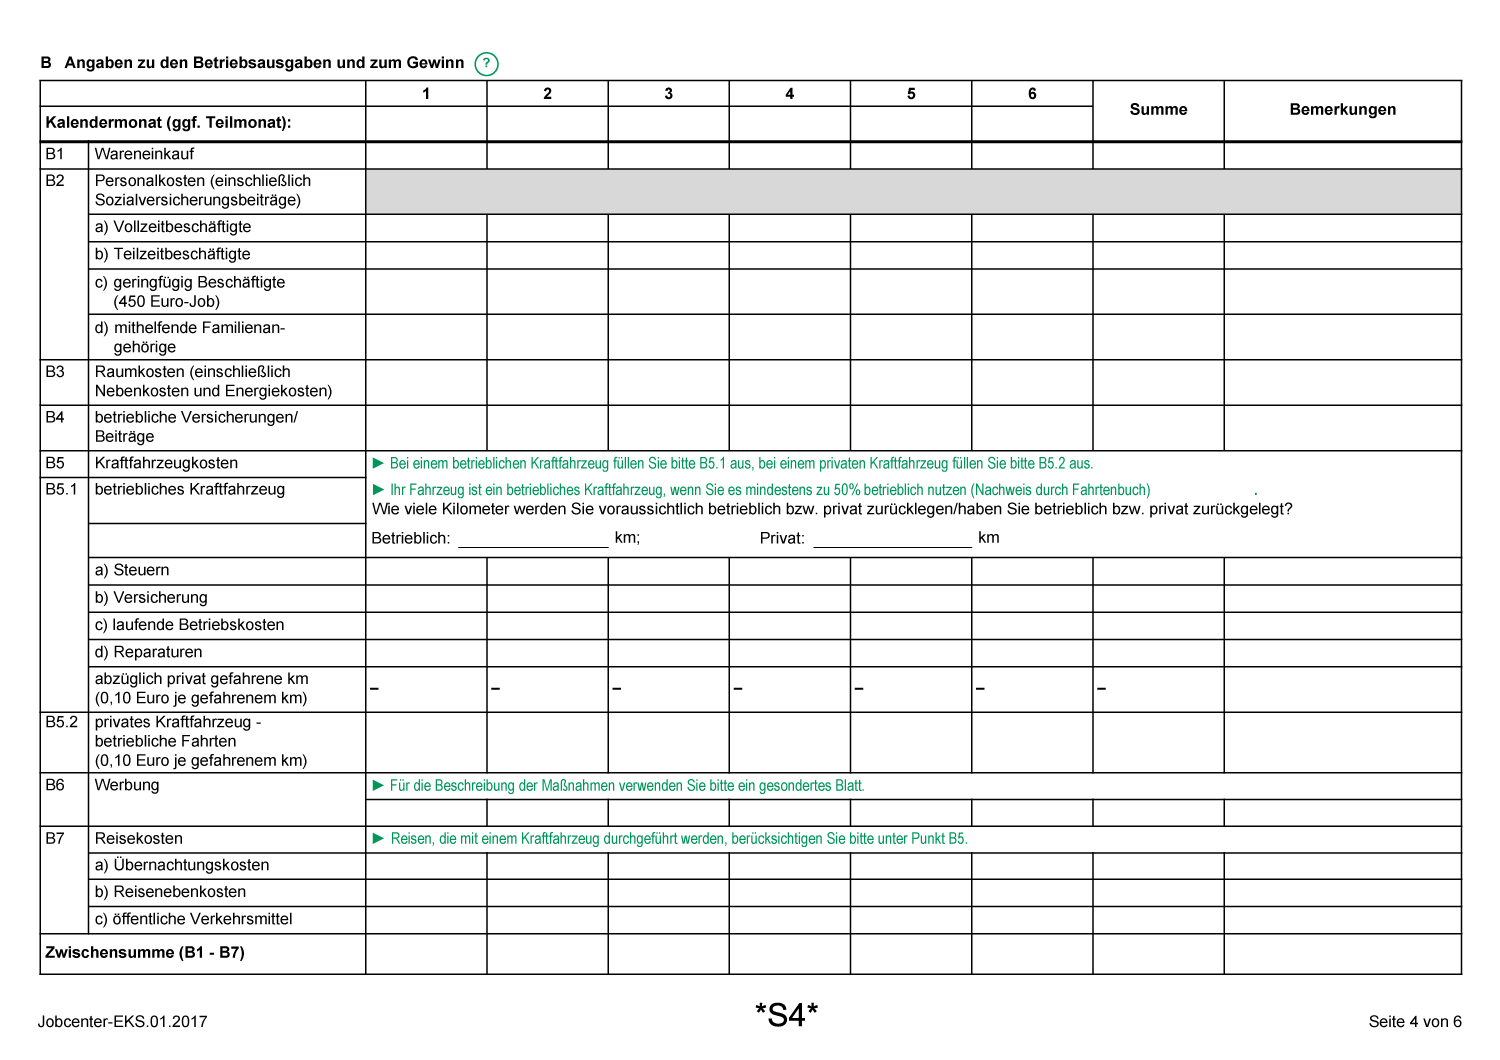 B Angaben zu den Betriebsausgaben und zum Gewinn ?
1 2 3 4 5 6 Summe Bemerkungen
Kalendermonat (ggf. Teilmonat):
B1 Wareneinkauf
B2 Personalkosten (einschließlich
Sozialversicherungsbeiträge)
a) Vollzeitbeschäftigte
b) Teilzeitbeschäftigte
c) geringfügig Beschäftigte
(450 Euro-Job)
d) mithelfende Familienan-
gehörige
B3 Raumkosten (einschließlich
Nebenkosten und Energiekosten)
B4 betriebliche Versicherungen/
Beiträge
B5 Kraftfahrzeugkosten ► Bei einem betrieblichen Kraftfahrzeug füllen Sie bitte B5.1 aus, bei einem privaten Kraftfahrzeug füllen Sie bitte B5.2 aus.
B5.1 betriebliches Kraftfahrzeug ► Ihr Fahrzeug ist ein betriebliches Kraftfahrzeug, wenn Sie es mindestens zu 50% betrieblich nutzen (Nachweis durch Fahrtenbuch) .
Wie viele Kilometer werden Sie voraussichtlich betrieblich bzw. privat zurücklegen/haben Sie betrieblich bzw. privat zurückgelegt?
Betrieblich: ________________ km; Privat: ________________ km
a) Steuern
b) Versicherung
c) laufende Betriebskosten
d) Reparaturen
abzüglich privat gefahrene km
(0,10 Euro je gefahrenem km) – – – – – – –
B5.2 privates Kraftfahrzeug -
betriebliche Fahrten
(0,10 Euro je gefahrenem km)
B6 Werbung ► Für die Beschreibung der Maßnahmen verwenden Sie bitte ein gesondertes Blatt.
B7 Reisekosten ► Reisen, die mit einem Kraftfahrzeug durchgeführt werden, berücksichtigen Sie bitte unter Punkt B5.
a) Übernachtungskosten
b) Reisenebenkosten
c) öffentliche Verkehrsmittel
Zwischensumme (B1 - B7)
Jobcenter-EKS.01.2017 *S4* Seite 4 von 6